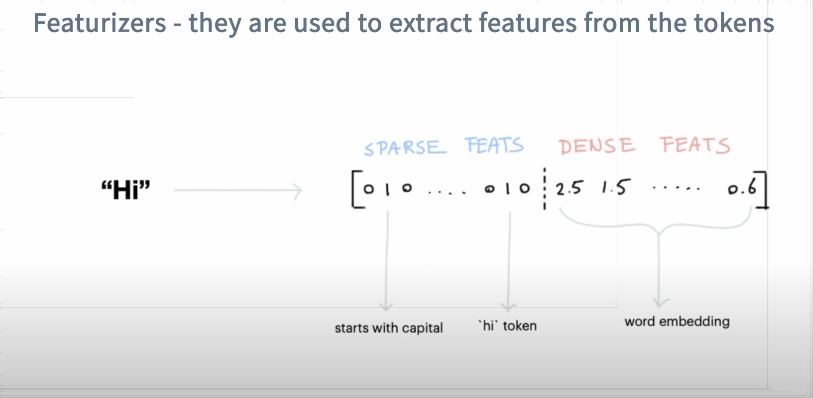 Featurizers - they are used to extract features from the tokens
SPARSE FEATS DENSE FEATS
“Hi” [0 1 0 .... 0 1 0 2.5 1.5 ..... 0.6]
starts with capital `hi` token word embedding